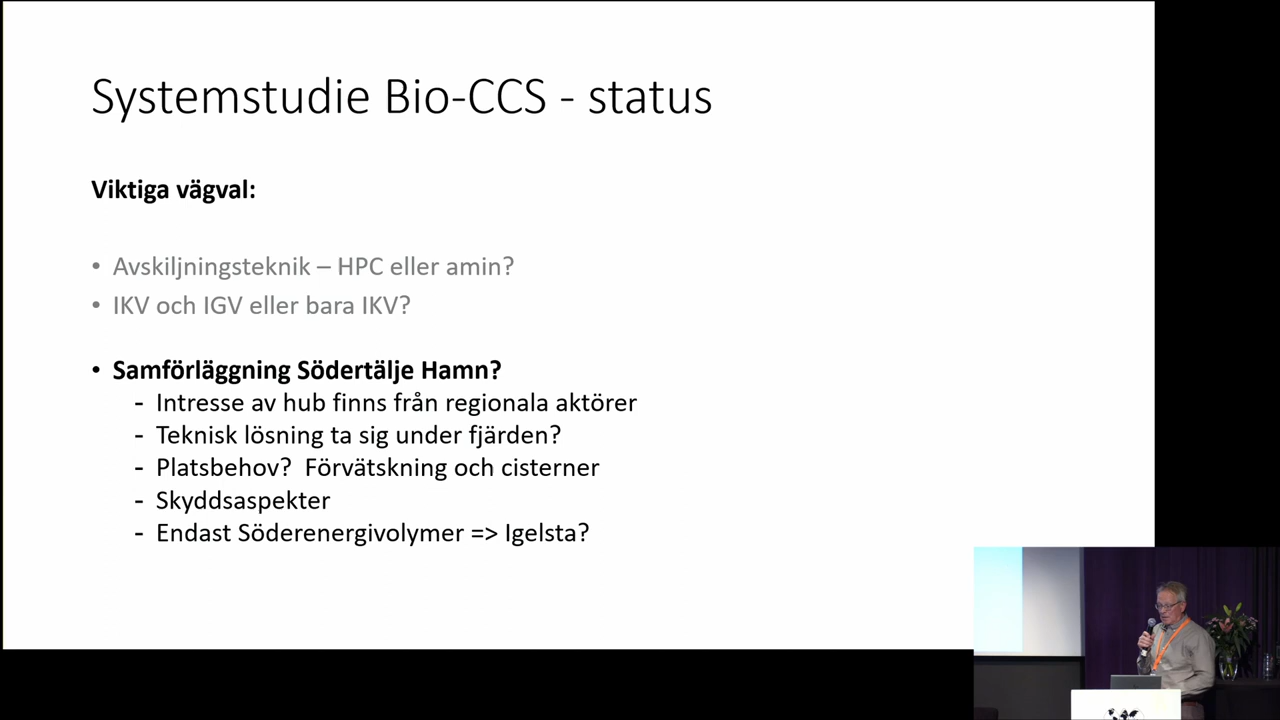 Systemstudie Bio-CCS - status
Viktiga vägval:
• Avskiljningsteknik – HPC eller amin?
• IKV och IGV eller bara IKV?
• Samförläggning Södertälje Hamn?
- Intresse av hub finns från regionala aktörer
- Teknisk lösning ta sig under fjärden?
- Platsbehov? Förvätskning och cisterner
- Skyddsaspekter
- Endast Söderenergivolymer => Igelsta?